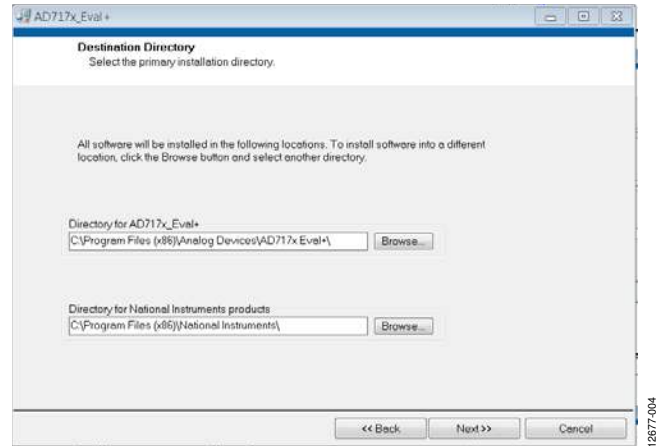 AD717x_Eval+
Destination Directory
Select the primary installation directory.
All software will be installed in the following locations. To install software into a different
location, click the Browse button and select another directory.
Directory for AD717x_Eval+
C:\Program Files (x86)\Analog Devices\AD717x Eval+\
Browse...
Directory for National Instruments products
C:\Program Files (x86)\National Instruments\
Browse...
<< Back
Next >>
Cancel
12677-004